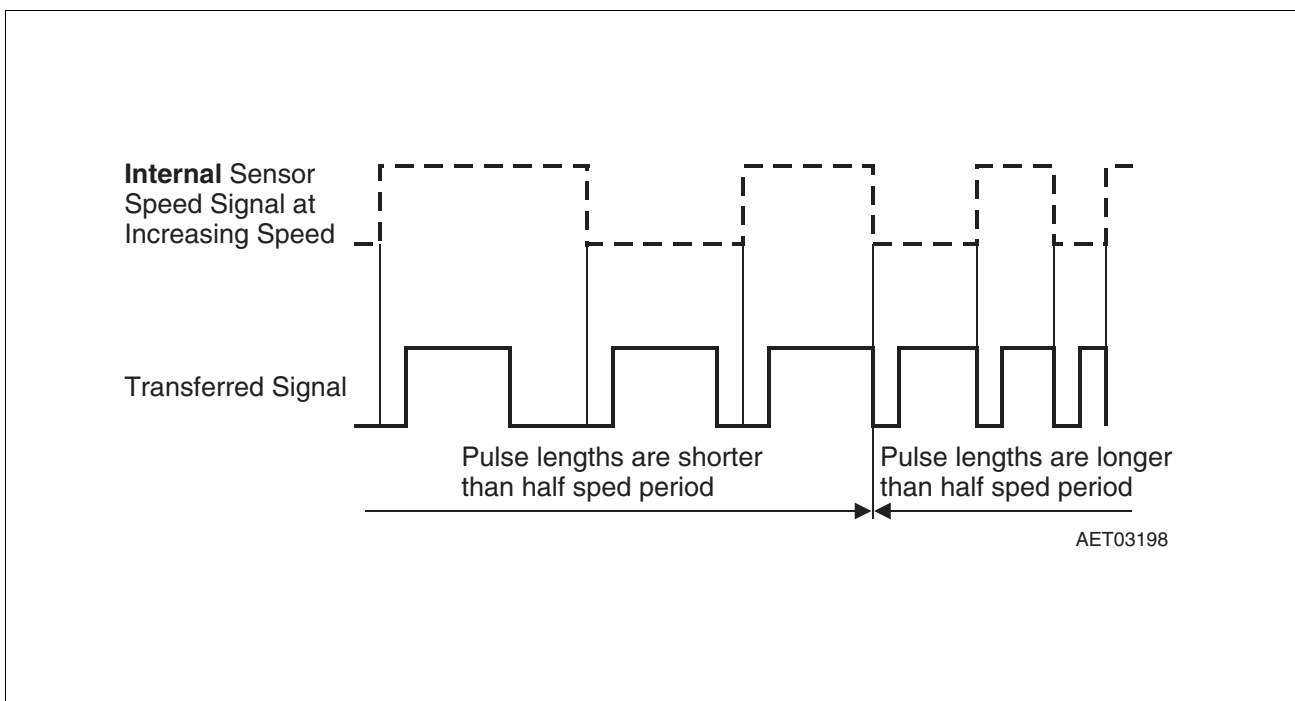 Internal Sensor
Speed Signal at
Increasing Speed
Transferred Signal
Pulse lengths are shorter
than half sped period
Pulse lengths are longer
than half sped period
AET03198